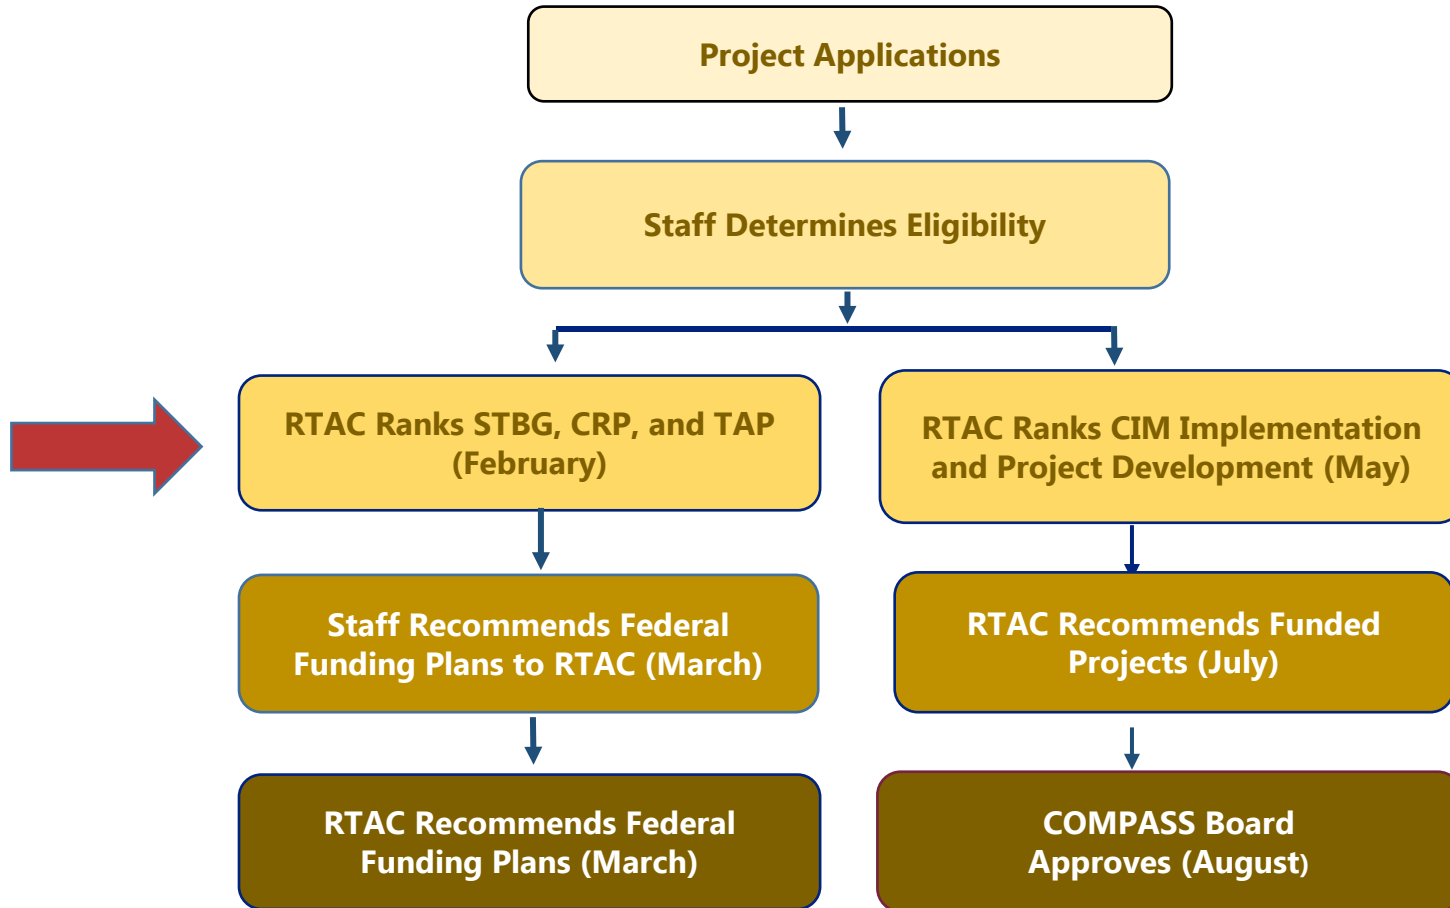 Project Applications
Staff Determines Eligibility
RTAC Ranks STBG, CRP, and TAP
(February)
RTAC Ranks CIM Implementation
and Project Development (May)
Staff Recommends Federal
Funding Plans to RTAC (March)
RTAC Recommends Funded
Projects (July)
RTAC Recommends Federal
Funding Plans (March)
COMPASS Board
Approves (August)